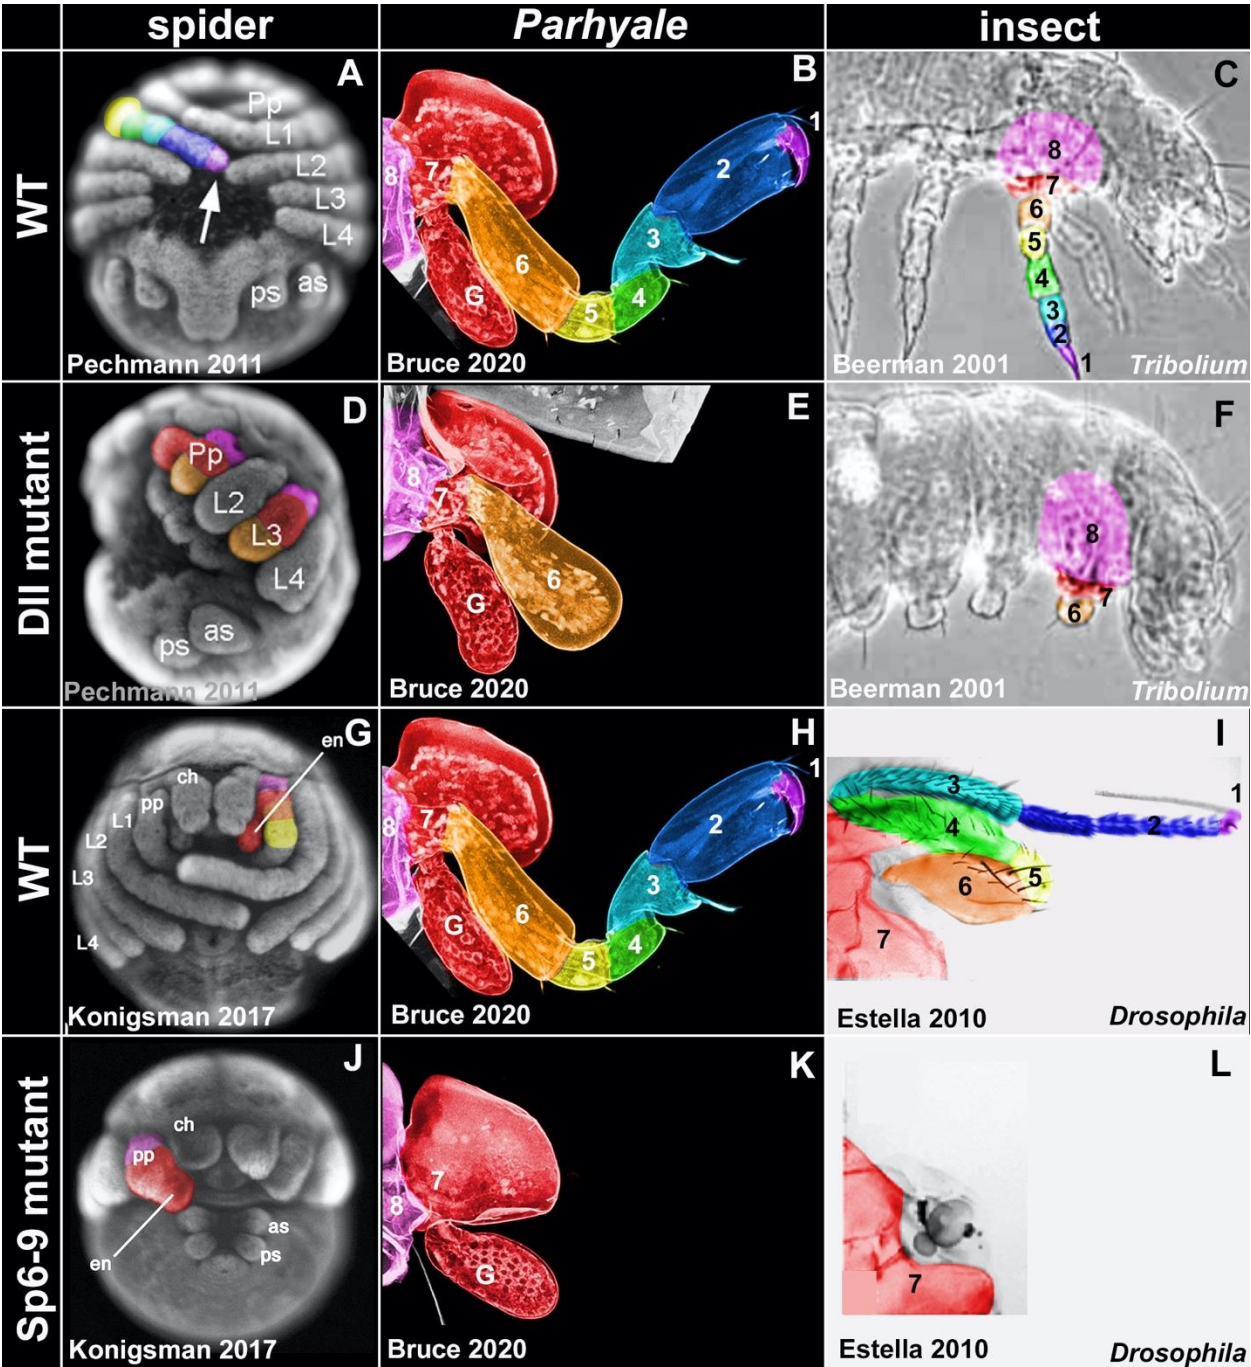 spider
Parhyale
insect
WT
A
Pp
L1
L2
L3
L4
ps
as
Pechmann 2011
B
1
2
3
4
5
6
7
8
G
Bruce 2020
C
8
7
6
5
4
3
2
1
Beerman 2001
Tribolium
Dll mutant
D
Pp
L2
L3
L4
as
ps
Pechmann 2011
E
8
7
6
G
Bruce 2020
F
8
7
6
Beerman 2001
Tribolium
WT
en
G
ch
pp
L1
L2
L3
L4
Konigsman 2017
H
1
2
3
4
5
6
7
8
G
Bruce 2020
I
1
2
3
4
5
6
7
Estella 2010
Drosophila
Sp6-9 mutant
J
ch
pp
as
ps
en
Konigsman 2017
K
7
8
G
Bruce 2020
L
7
Estella 2010
Drosophila